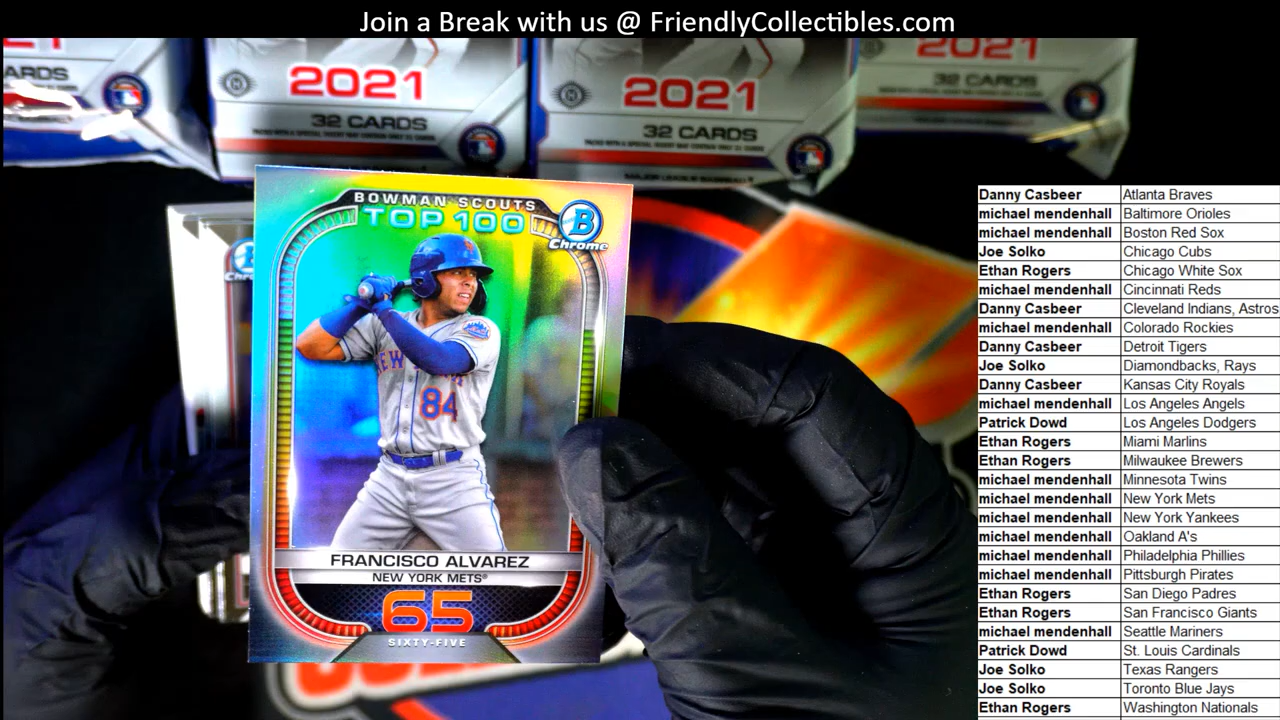 Join a Break with us @ FriendlyCollectibles.com
ARDS
2021
32 CARDS
2021
32 CARDS
MAJOR LEAGUE BASEBALL
2021
32 CARDS
BOWMAN SCOUTS
TOP 100
B
Chrome
NEW
84
FRANCISCO ALVAREZ
NEW YORK METS®
65
SIXTY-FIVE
Danny Casbeer Atlanta Braves
michael mendenhall Baltimore Orioles
michael mendenhall Boston Red Sox
Joe Solko Chicago Cubs
Ethan Rogers Chicago White Sox
michael mendenhall Cincinnati Reds
Danny Casbeer Cleveland Indians, Astros
michael mendenhall Colorado Rockies
Danny Casbeer Detroit Tigers
Joe Solko Diamondbacks, Rays
Danny Casbeer Kansas City Royals
michael mendenhall Los Angeles Angels
Patrick Dowd Los Angeles Dodgers
Ethan Rogers Miami Marlins
Ethan Rogers Milwaukee Brewers
michael mendenhall Minnesota Twins
michael mendenhall New York Mets
michael mendenhall New York Yankees
michael mendenhall Oakland A's
michael mendenhall Philadelphia Phillies
michael mendenhall Pittsburgh Pirates
Ethan Rogers San Diego Padres
Ethan Rogers San Francisco Giants
michael mendenhall Seattle Mariners
Patrick Dowd St. Louis Cardinals
Joe Solko Texas Rangers
Joe Solko Toronto Blue Jays
Ethan Rogers Washington Nationals